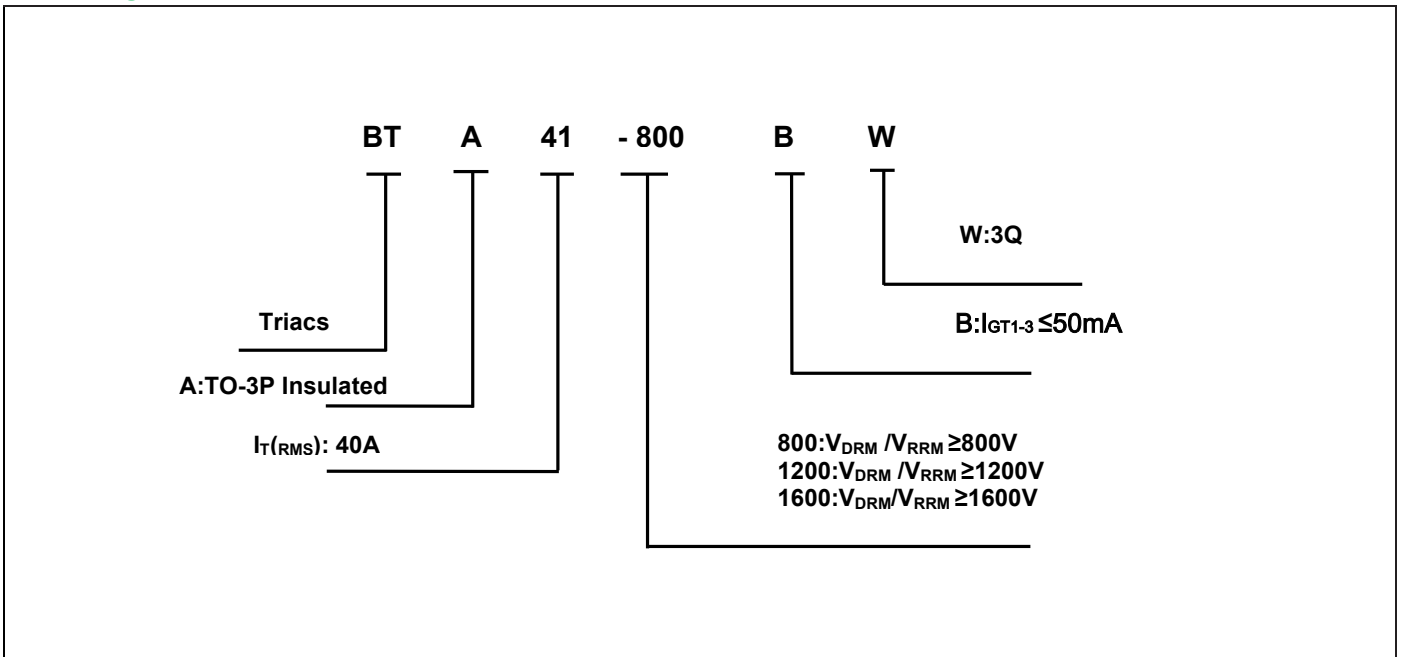 BT A 41 - 800 B W
W:3Q
Triacs
B:IGT1-3 ≤50mA
A:TO-3P Insulated
IT(RMS): 40A
800:VDRM /VRRM ≥800V
1200:VDRM /VRRM ≥1200V
1600:VDRM/VRRM ≥1600V